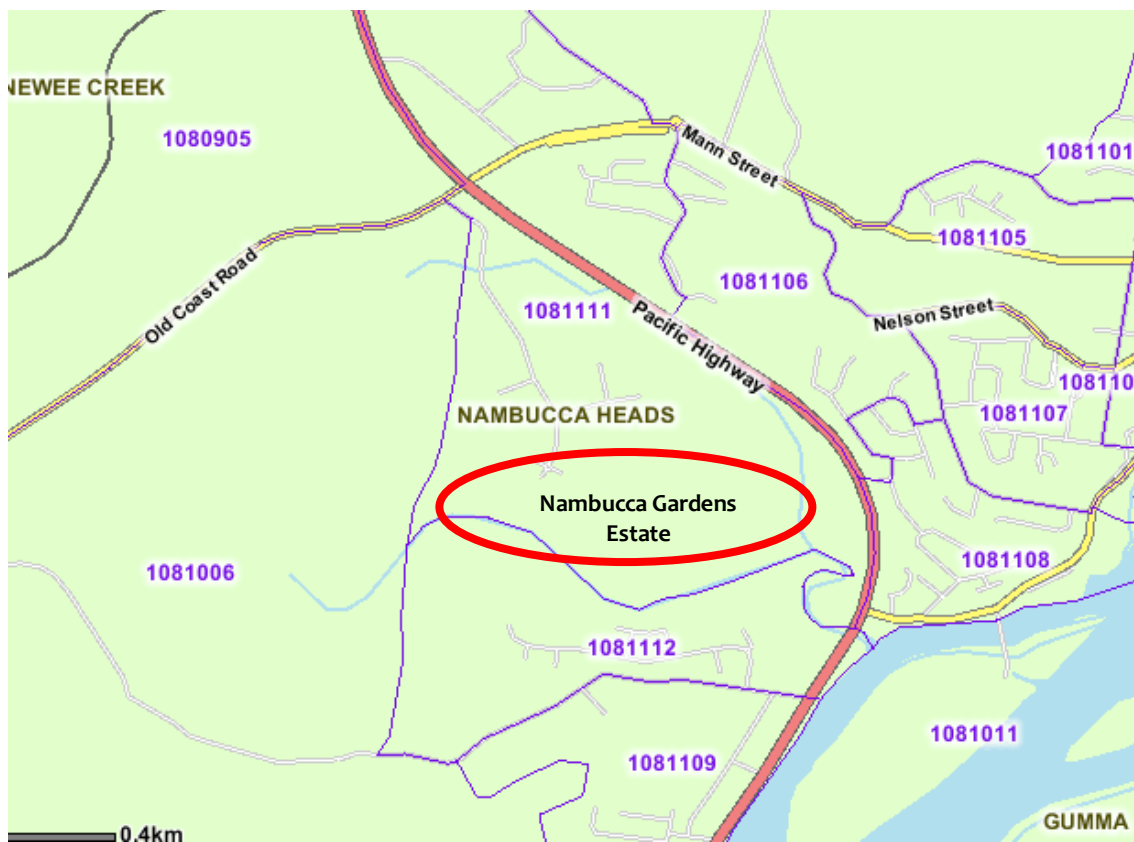 NEWEE CREEK
1080905
Mann Street
1081101
1081105
Old Coast Road
1081106
1081111
Pacific Highway
Nelson Street
108110
1081107
NAMBUCCA HEADS
Nambucca Gardens
Estate
1081108
1081006
1081112
1081011
1081109
GUMMA
0.4km